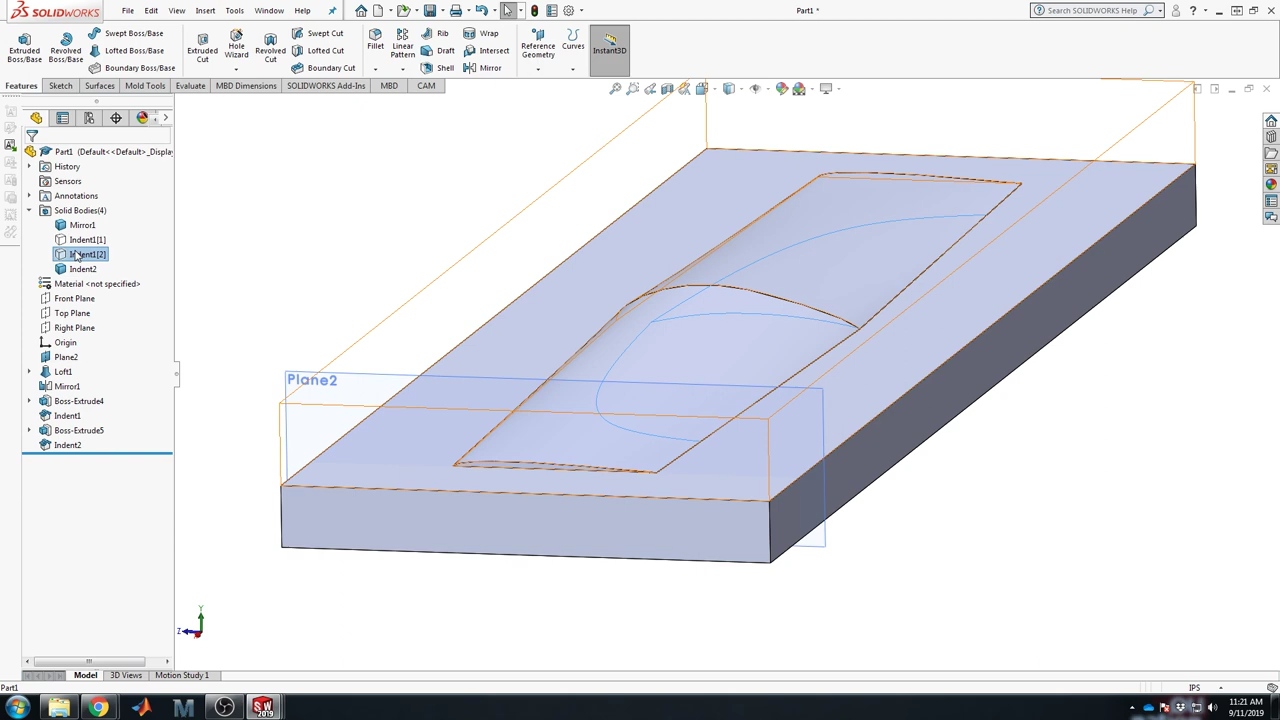 SOLIDWORKS File Edit View Insert Tools Window Help Part1 * Search SOLIDWORKS Help
Extruded Boss/Base
Revolved Boss/Base
Swept Boss/Base
Lofted Boss/Base
Boundary Boss/Base
Extruded Cut
Hole Wizard
Revolved Cut
Swept Cut
Lofted Cut
Boundary Cut
Fillet
Linear Pattern
Rib
Draft
Shell
Wrap
Intersect
Mirror
Reference Geometry
Curves
Instant3D
Features Sketch Surfaces Mold Tools Evaluate MBD Dimensions SOLIDWORKS Add-Ins MBD CAM
Part1 (Default<<Default>_Displa
History
Sensors
Annotations
Solid Bodies(4)
Mirror1
Indent1[1]
Indent1[2]
Indent2
Material <not specified>
Front Plane
Top Plane
Right Plane
Origin
Plane2
Loft1
Mirror1
Boss-Extrude4
Indent1
Boss-Extrude5
Indent2
Plane2
Y
Z
Model 3D Views Motion Study 1
Part1 IPS
SW 2019
11:21 AM
9/11/2019